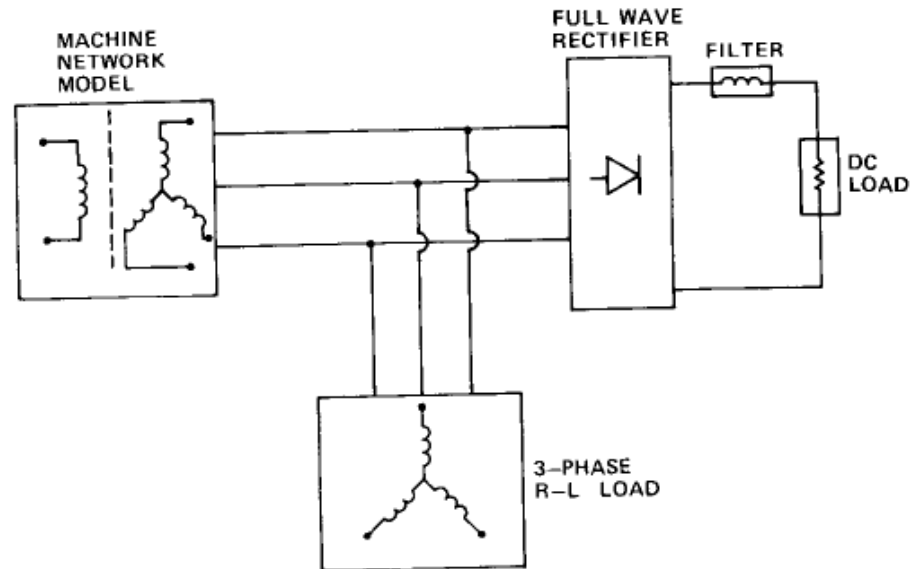 MACHINE
NETWORK
MODEL
FULL WAVE
RECTIFIER
FILTER
DC
LOAD
3-PHASE
R-L LOAD